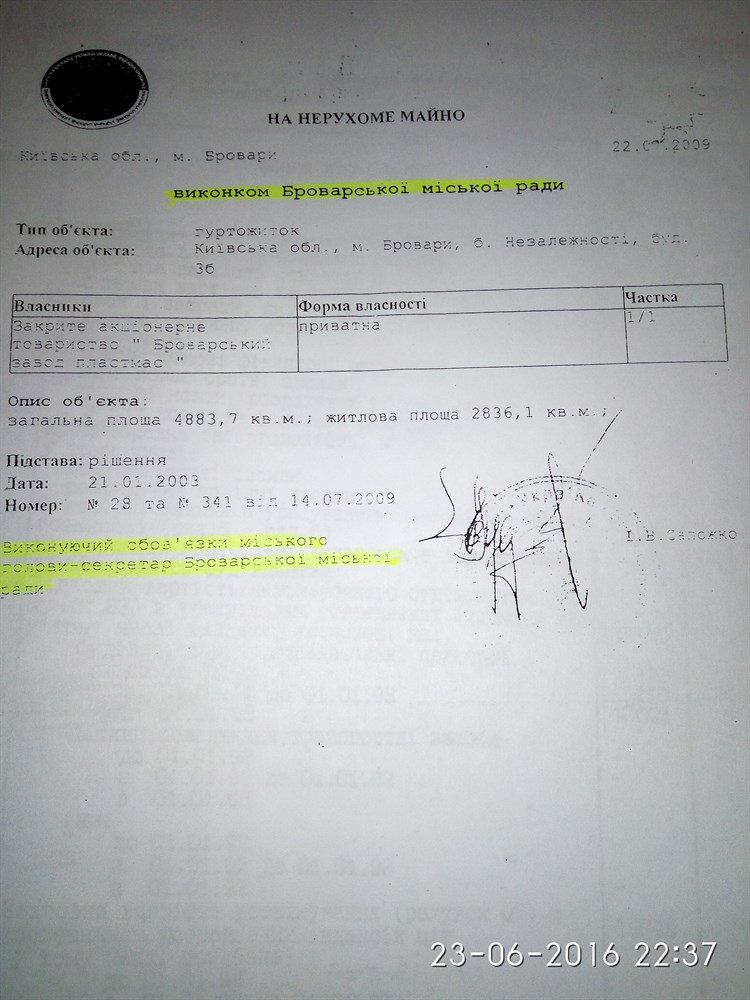 НА НЕРУХОМЕ МАЙНО
Київська обл., м. Бровари
виконком Броварської міської ради
Тип об'єкта: гуртожиток
Адреса об'єкта: Київська обл., м. Бровари, б. Незалежності, буд.
3б
Власники Форма власності Частка
Закрите акціонерне приватна 1/1
товариство " Броварський
завод пластмас "
Опис об'єкта:
загальна площа 4883,7 кв.м.; житлова площа 2836,1 кв.м.;
Підстава: рішення
Дата: 21.01.2003
Номер: № 28 та № 341 від 14.07.2009
Україна
Виконуючий обов'язки міського І.В.Сапожко
голови-секретар Броварської міської
ради
23-06-2016 22:37